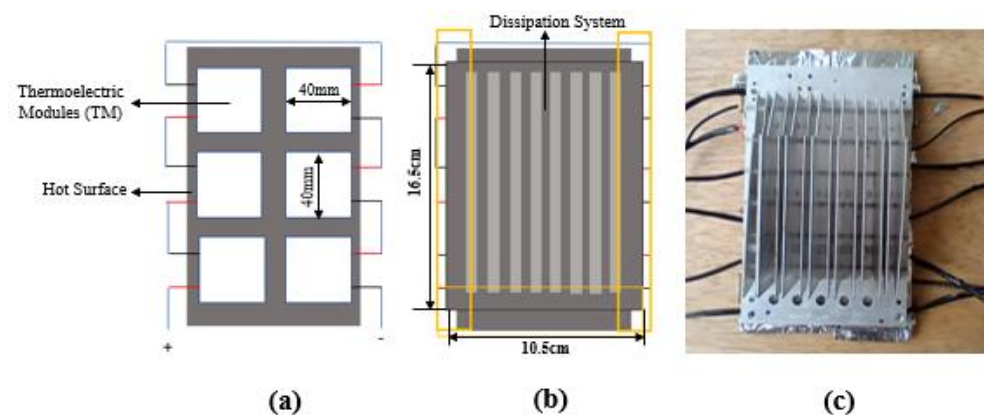 Dissipation System
Thermoelectric
Modules (TM)
40mm
Hot Surface
40mm
16.5cm
+
-
10.5cm
(a)
(b)
(c)